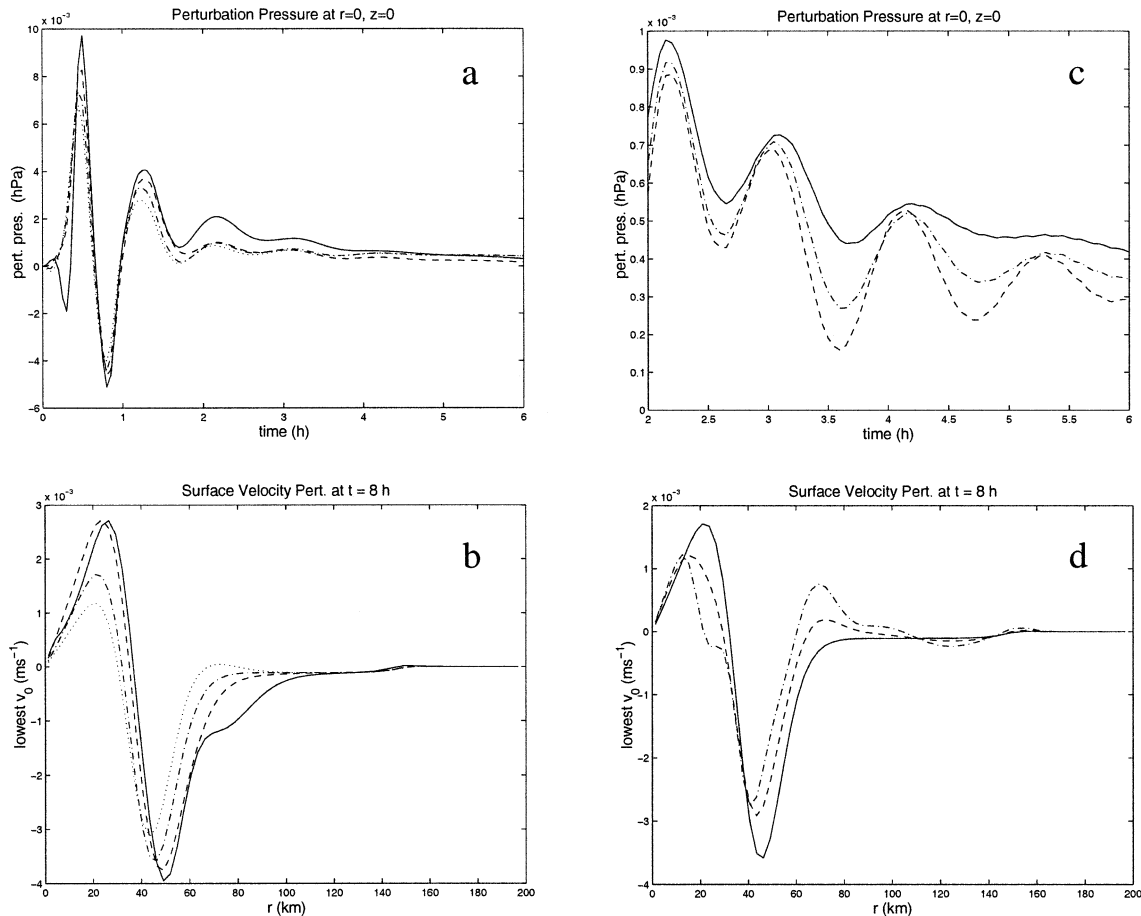 Perturbation Pressure at r=0, z=0
x 10⁻³
10
8
6
4
2
0
−2
−4
−6
pert. pres. (hPa)
a
0 1 2 3 4 5 6
time (h)
Perturbation Pressure at r=0, z=0
x 10⁻³
1
0.9
0.8
0.7
0.6
0.5
0.4
0.3
0.2
0.1
0
pert. pres. (hPa)
c
2 2.5 3 3.5 4 4.5 5 5.5 6
time (h)
Surface Velocity Pert. at t = 8 h
x 10⁻³
3
2
1
0
−1
−2
−3
−4
lowest v₀ (ms⁻¹)
b
0 20 40 60 80 100 120 140 160 180 200
r (km)
Surface Velocity Pert. at t = 8 h
x 10⁻³
2
1
0
−1
−2
−3
−4
lowest v₀ (ms⁻¹)
d
0 20 40 60 80 100 120 140 160 180 200
r (km)